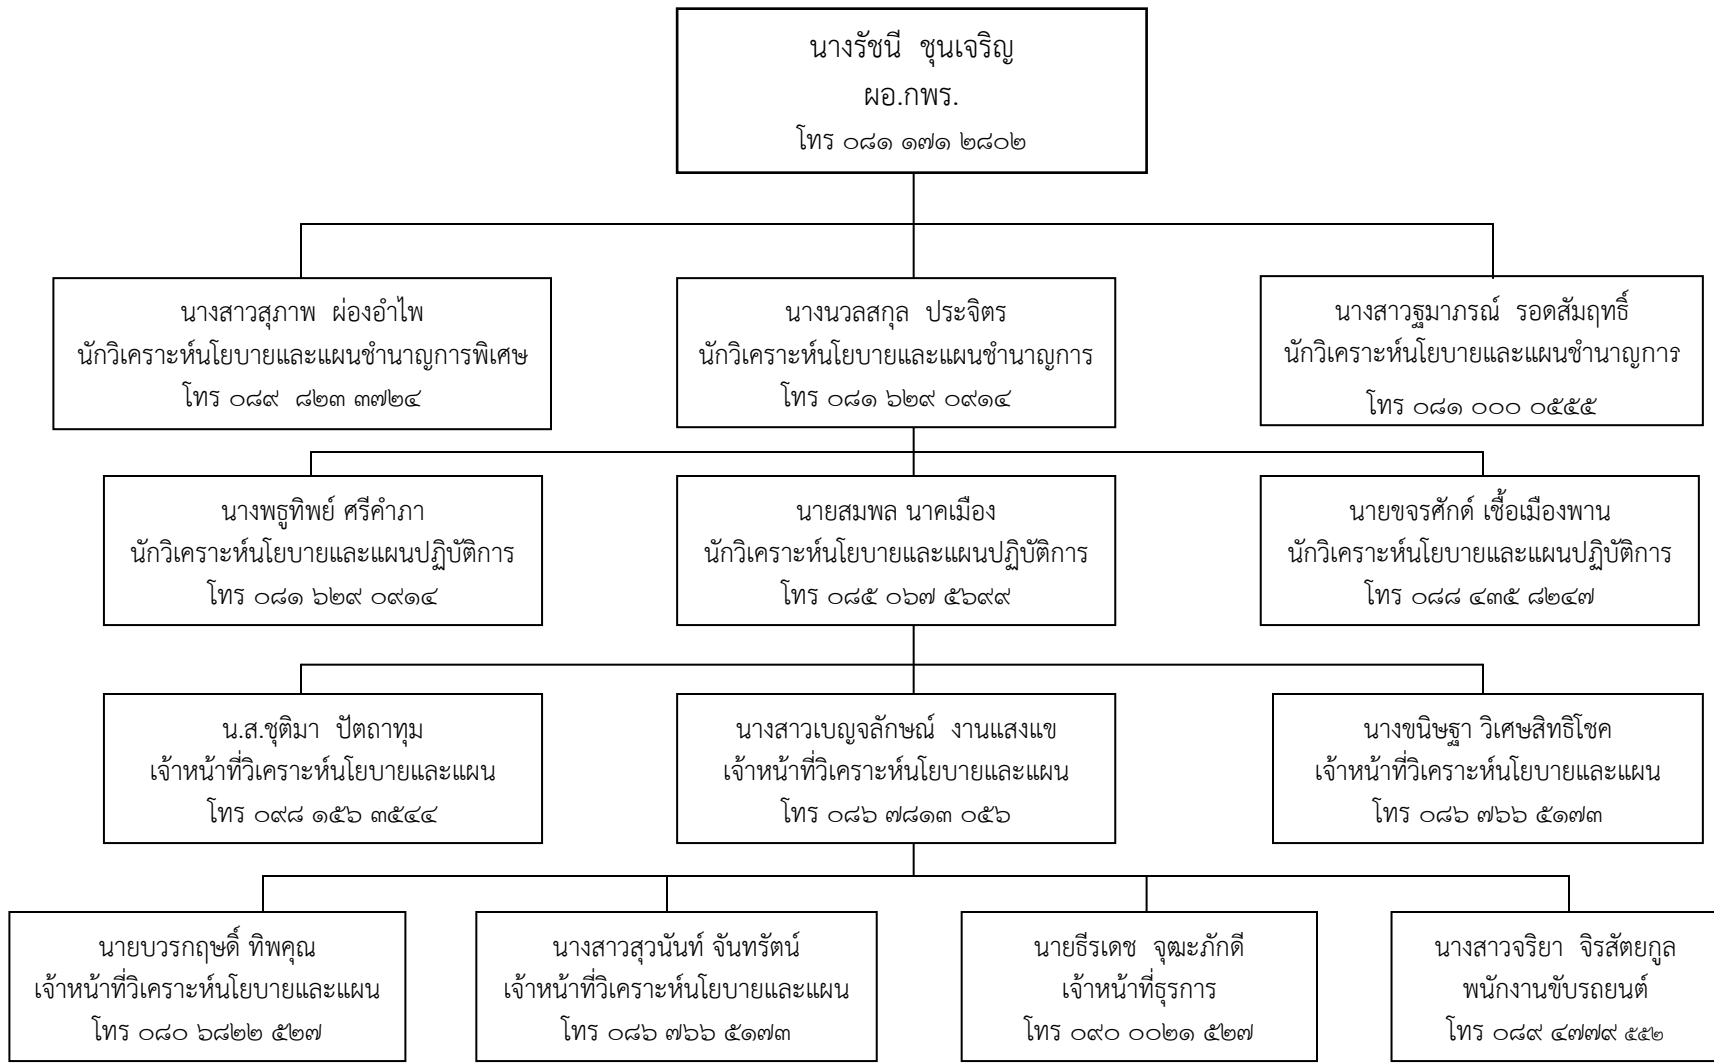 นางรัชนี  ชุนเจริญ
ผอ.กพร.
โทร ๐๘๑ ๑๗๑ ๒๘๐๒
นางสาวสุภาพ  ผ่องอำไพ
นักวิเคราะห์นโยบายและแผนชำนาญการพิเศษ
โทร ๐๘๙  ๘๒๓ ๓๗๒๔
นางนวลสกุล  ประจิตร
นักวิเคราะห์นโยบายและแผนชำนาญการ
โทร ๐๘๑ ๖๒๙ ๐๙๑๔
นางสาวฐมาภรณ์  รอดสัมฤทธิ์
นักวิเคราะห์นโยบายและแผนชำนาญการ
โทร ๐๘๑ ๐๐๐ ๐๕๕๕
นางพธูทิพย์ ศรีคำภา
นักวิเคราะห์นโยบายและแผนปฏิบัติการ
โทร ๐๘๑ ๖๒๙ ๐๙๑๔
นายสมพล นาคเมือง
นักวิเคราะห์นโยบายและแผนปฏิบัติการ
โทร ๐๘๕ ๐๖๗ ๕๖๙๙
นายขจรศักด์ เชื้อเมืองพาน
นักวิเคราะห์นโยบายและแผนปฏิบัติการ
โทร ๐๘๘ ๔๓๕ ๘๒๔๗
น.ส.ชุติมา  ปัตถาทุม
เจ้าหน้าที่วิเคราะห์นโยบายและแผน
โทร ๐๙๘ ๑๕๖ ๓๕๔๔
นางสาวเบญจลักษณ์  งานแสงแข
เจ้าหน้าที่วิเคราะห์นโยบายและแผน
โทร ๐๘๖ ๗๘๑๓ ๐๕๖
นางขนิษฐา วิเศษสิทธิโชค
เจ้าหน้าที่วิเคราะห์นโยบายและแผน
โทร ๐๘๖ ๗๖๖ ๕๑๗๓
นายบวรกฤษดิ์ ทิพคุณ
เจ้าหน้าที่วิเคราะห์นโยบายและแผน
โทร ๐๘๐ ๖๘๒๒ ๕๒๗
นางสาวสุวนันท์ จันทรัตน์
เจ้าหน้าที่วิเคราะห์นโยบายและแผน
โทร ๐๘๖ ๗๖๖ ๕๑๗๓
นายธีรเดช  จุฒะภักดี
เจ้าหน้าที่ธุรการ
โทร ๐๙๐ ๐๐๒๑ ๕๒๗
นางสาวจริยา  จิรสัตยกูล
พนักงานขับรถยนต์
โทร ๐๘๙ ๔๗๗๙ ๕๕๒